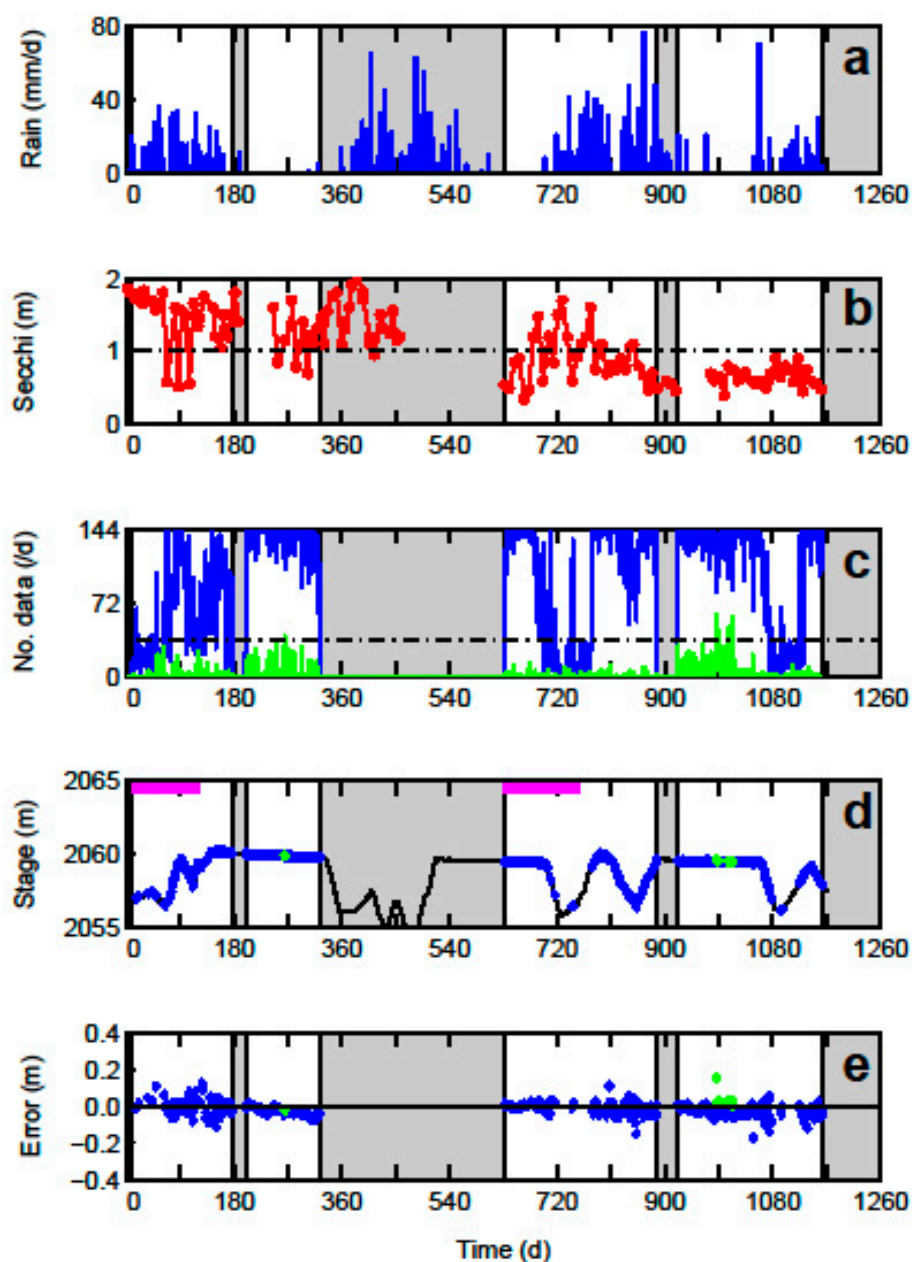 80
40
0
Rain (mm/d)
a
0 180 360 540 720 900 1080 1260
2
1
0
Secchi (m)
b
0 180 360 540 720 900 1080 1260
144
72
0
No. data (/d)
c
0 180 360 540 720 900 1080 1260
2065
2060
2055
Stage (m)
d
0 180 360 540 720 900 1080 1260
0.4
0.2
0.0
−0.2
−0.4
Error (m)
e
0 180 360 540 720 900 1080 1260
Time (d)